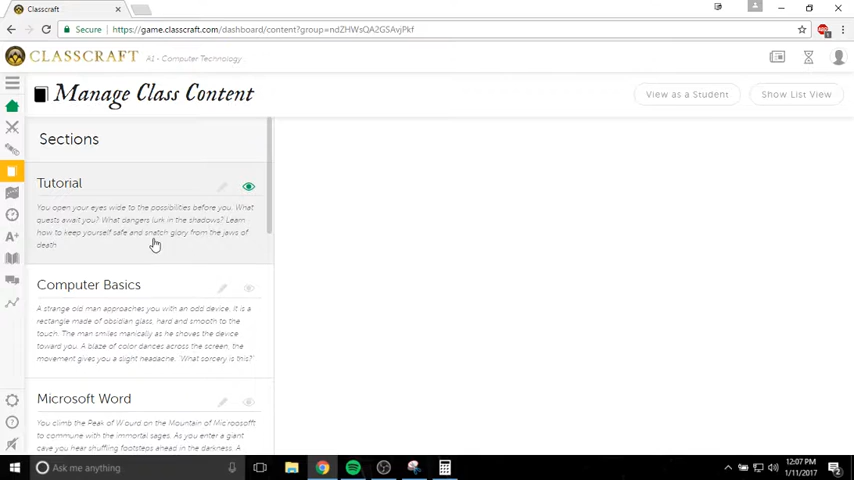 Classcraft
Secure
https://game.classcraft.com/dashboard/content?group=ndZHWsQA2GSAvjPkf
CLASSCRAFT
A1 - Computer Technology
Manage Class Content
View as a Student
Show List View
Sections
Tutorial
You open your eyes wide to the possibilities before you. What
quests await you? What dangers lurk in the shadows? Learn
how to keep yourself safe and snatch glory from the jaws of
death
Computer Basics
A strange old man approaches you with an odd device, it is a
rectangle made of obsidian glass, hard and smooth to the
touch. The man smiles manically as he shoves the device
toward you. A blaze of color dances across the screen, the
movement gives you a slight headache. "What sorcery is this?"
Microsoft Word
You climb the Peak of W ourd on the Mountain of Mic roosofft
to commune with the immortal sages. As you enter a giant
cave you hear shuffling footsteps ahead in the darkness. A
A+
Ask me anything
12:07 PM
1/11/2017
2